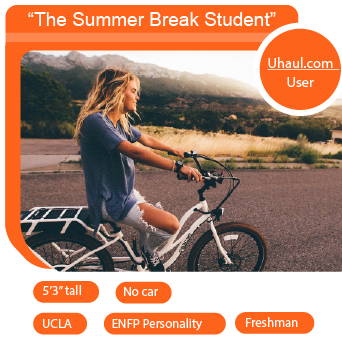 “The Summer Break Student”
Uhaul.com
User
5’3” tall
No car
UCLA
ENFP Personality
Freshman